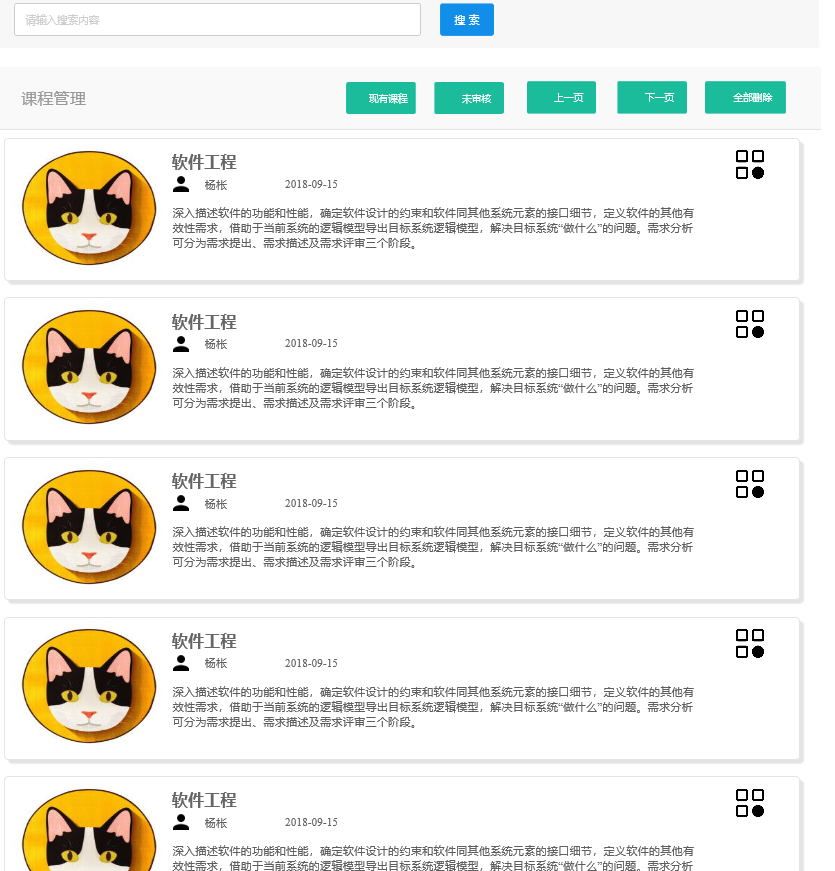 请输入搜索内容
搜 索
课程管理
现有课程
未审核
上一页
下一页
全部删除
软件工程
杨枨
2018-09-15
深入描述软件的功能和性能，确定软件设计的约束和软件同其他系统元素的接口细节，定义软件的其他有
效性需求，借助于当前系统的逻辑模型导出目标系统逻辑模型，解决目标系统“做什么”的问题。需求分析
可分为需求提出、需求描述及需求评审三个阶段。
软件工程
杨枨
2018-09-15
深入描述软件的功能和性能，确定软件设计的约束和软件同其他系统元素的接口细节，定义软件的其他有
效性需求，借助于当前系统的逻辑模型导出目标系统逻辑模型，解决目标系统“做什么”的问题。需求分析
可分为需求提出、需求描述及需求评审三个阶段。
软件工程
杨枨
2018-09-15
深入描述软件的功能和性能，确定软件设计的约束和软件同其他系统元素的接口细节，定义软件的其他有
效性需求，借助于当前系统的逻辑模型导出目标系统逻辑模型，解决目标系统“做什么”的问题。需求分析
可分为需求提出、需求描述及需求评审三个阶段。
软件工程
杨枨
2018-09-15
深入描述软件的功能和性能，确定软件设计的约束和软件同其他系统元素的接口细节，定义软件的其他有
效性需求，借助于当前系统的逻辑模型导出目标系统逻辑模型，解决目标系统“做什么”的问题。需求分析
可分为需求提出、需求描述及需求评审三个阶段。
软件工程
杨枨
2018-09-15
深入描述软件的功能和性能，确定软件设计的约束和软件同其他系统元素的接口细节，定义软件的其他有
效性需求，借助于当前系统的逻辑模型导出目标系统逻辑模型，解决目标系统“做什么”的问题。需求分析